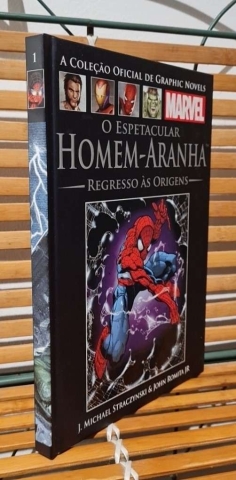 1
A COLEÇÃO OFICIAL DE GRAPHIC NOVELS
MARVEL
O ESPETACULAR
HOMEM-ARANHA
REGRESSO ÀS ORIGENS
J. MICHAEL STRACZYNSKI & JOHN ROMITA JR